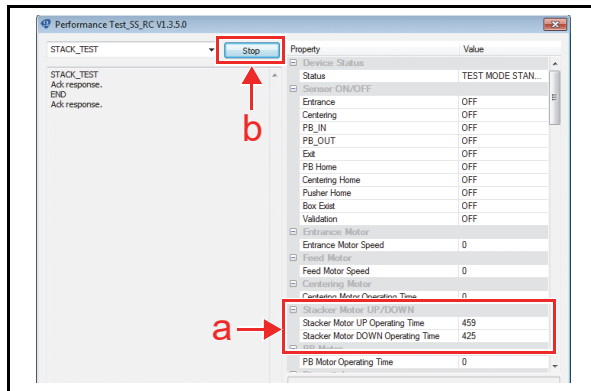 Performance Test_SS_RC V1.3.5.0
STACK_TEST
Stop
STACK_TEST
Ack response.
END
Ack response.
b
a
Property Value
Device Status
Status TEST MODE STAN...
Sensor ON/OFF
Entrance OFF
Centering OFF
PB_IN OFF
PB_OUT OFF
Exit OFF
PB Home OFF
Centering Home OFF
Pusher Home OFF
Box Exist OFF
Validation OFF
Entrance Motor
Entrance Motor Speed 0
Feed Motor
Feed Motor Speed 0
Centering Motor
Centering Motor Operating Time 0
Stacker Motor UP/DOWN
Stacker Motor UP Operating Time 459
Stacker Motor DOWN Operating Time 425
PB Motor
PB Motor Operating Time 0